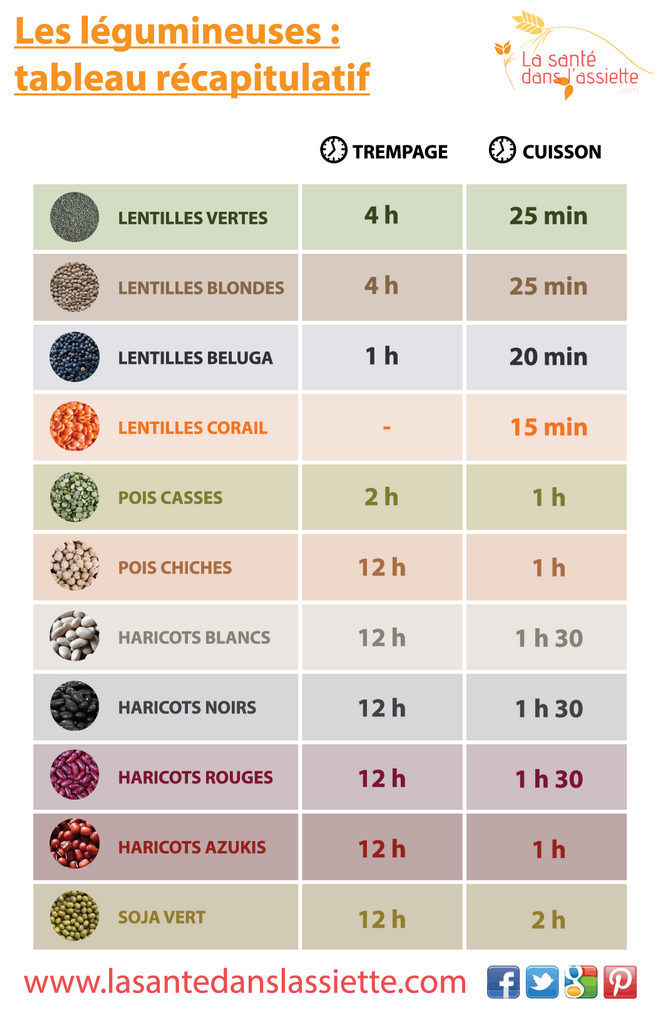 Les légumineuses :
tableau récapitulatif
La santé
dans l'assiette
.com
TREMPAGE CUISSON
LENTILLES VERTES 4 h 25 min
LENTILLES BLONDES 4 h 25 min
LENTILLES BELUGA 1 h 20 min
LENTILLES CORAIL - 15 min
POIS CASSES 2 h 1 h
POIS CHICHES 12 h 1 h
HARICOTS BLANCS 12 h 1 h 30
HARICOTS NOIRS 12 h 1 h 30
HARICOTS ROUGES 12 h 1 h 30
HARICOTS AZUKIS 12 h 1 h
SOJA VERT 12 h 2 h
www.lasantedanslassiette.com